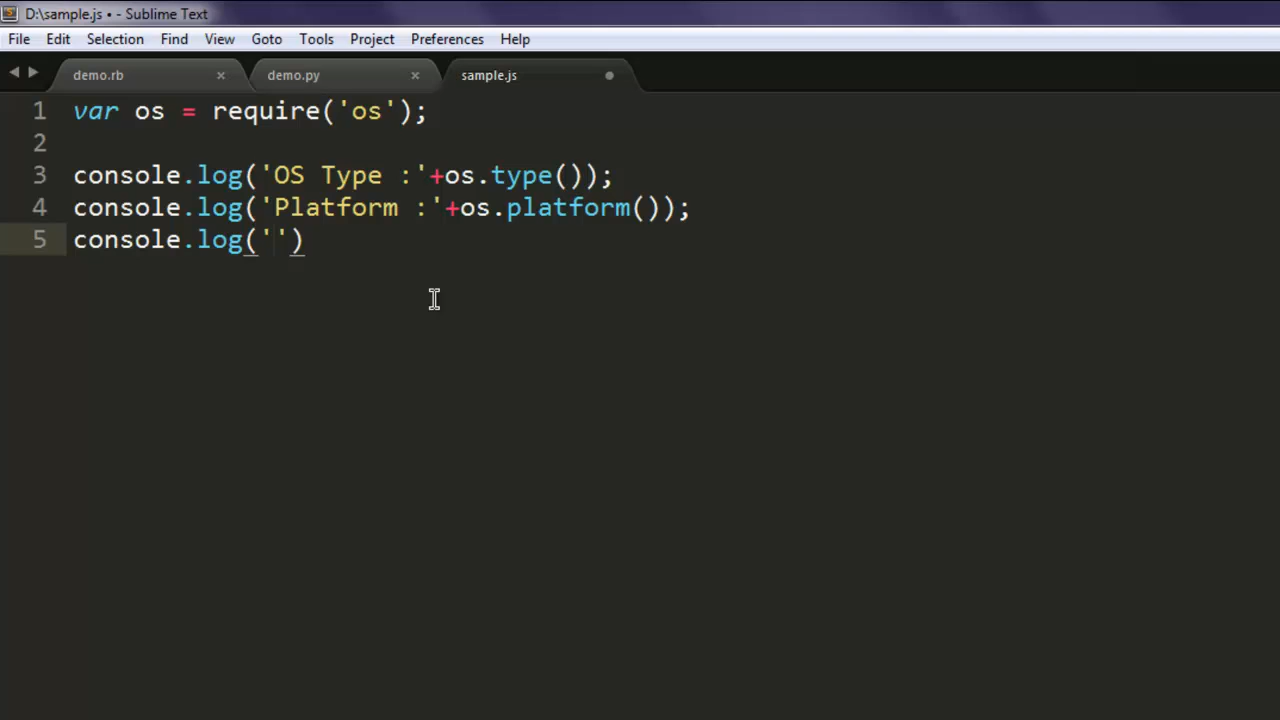 D:\sample.js • - Sublime Text
File Edit Selection Find View Goto Tools Project Preferences Help
demo.rb × demo.py × sample.js
1 var os = require('os');
2
3 console.log('OS Type :'+os.type());
4 console.log('Platform :'+os.platform());
5 console.log('')